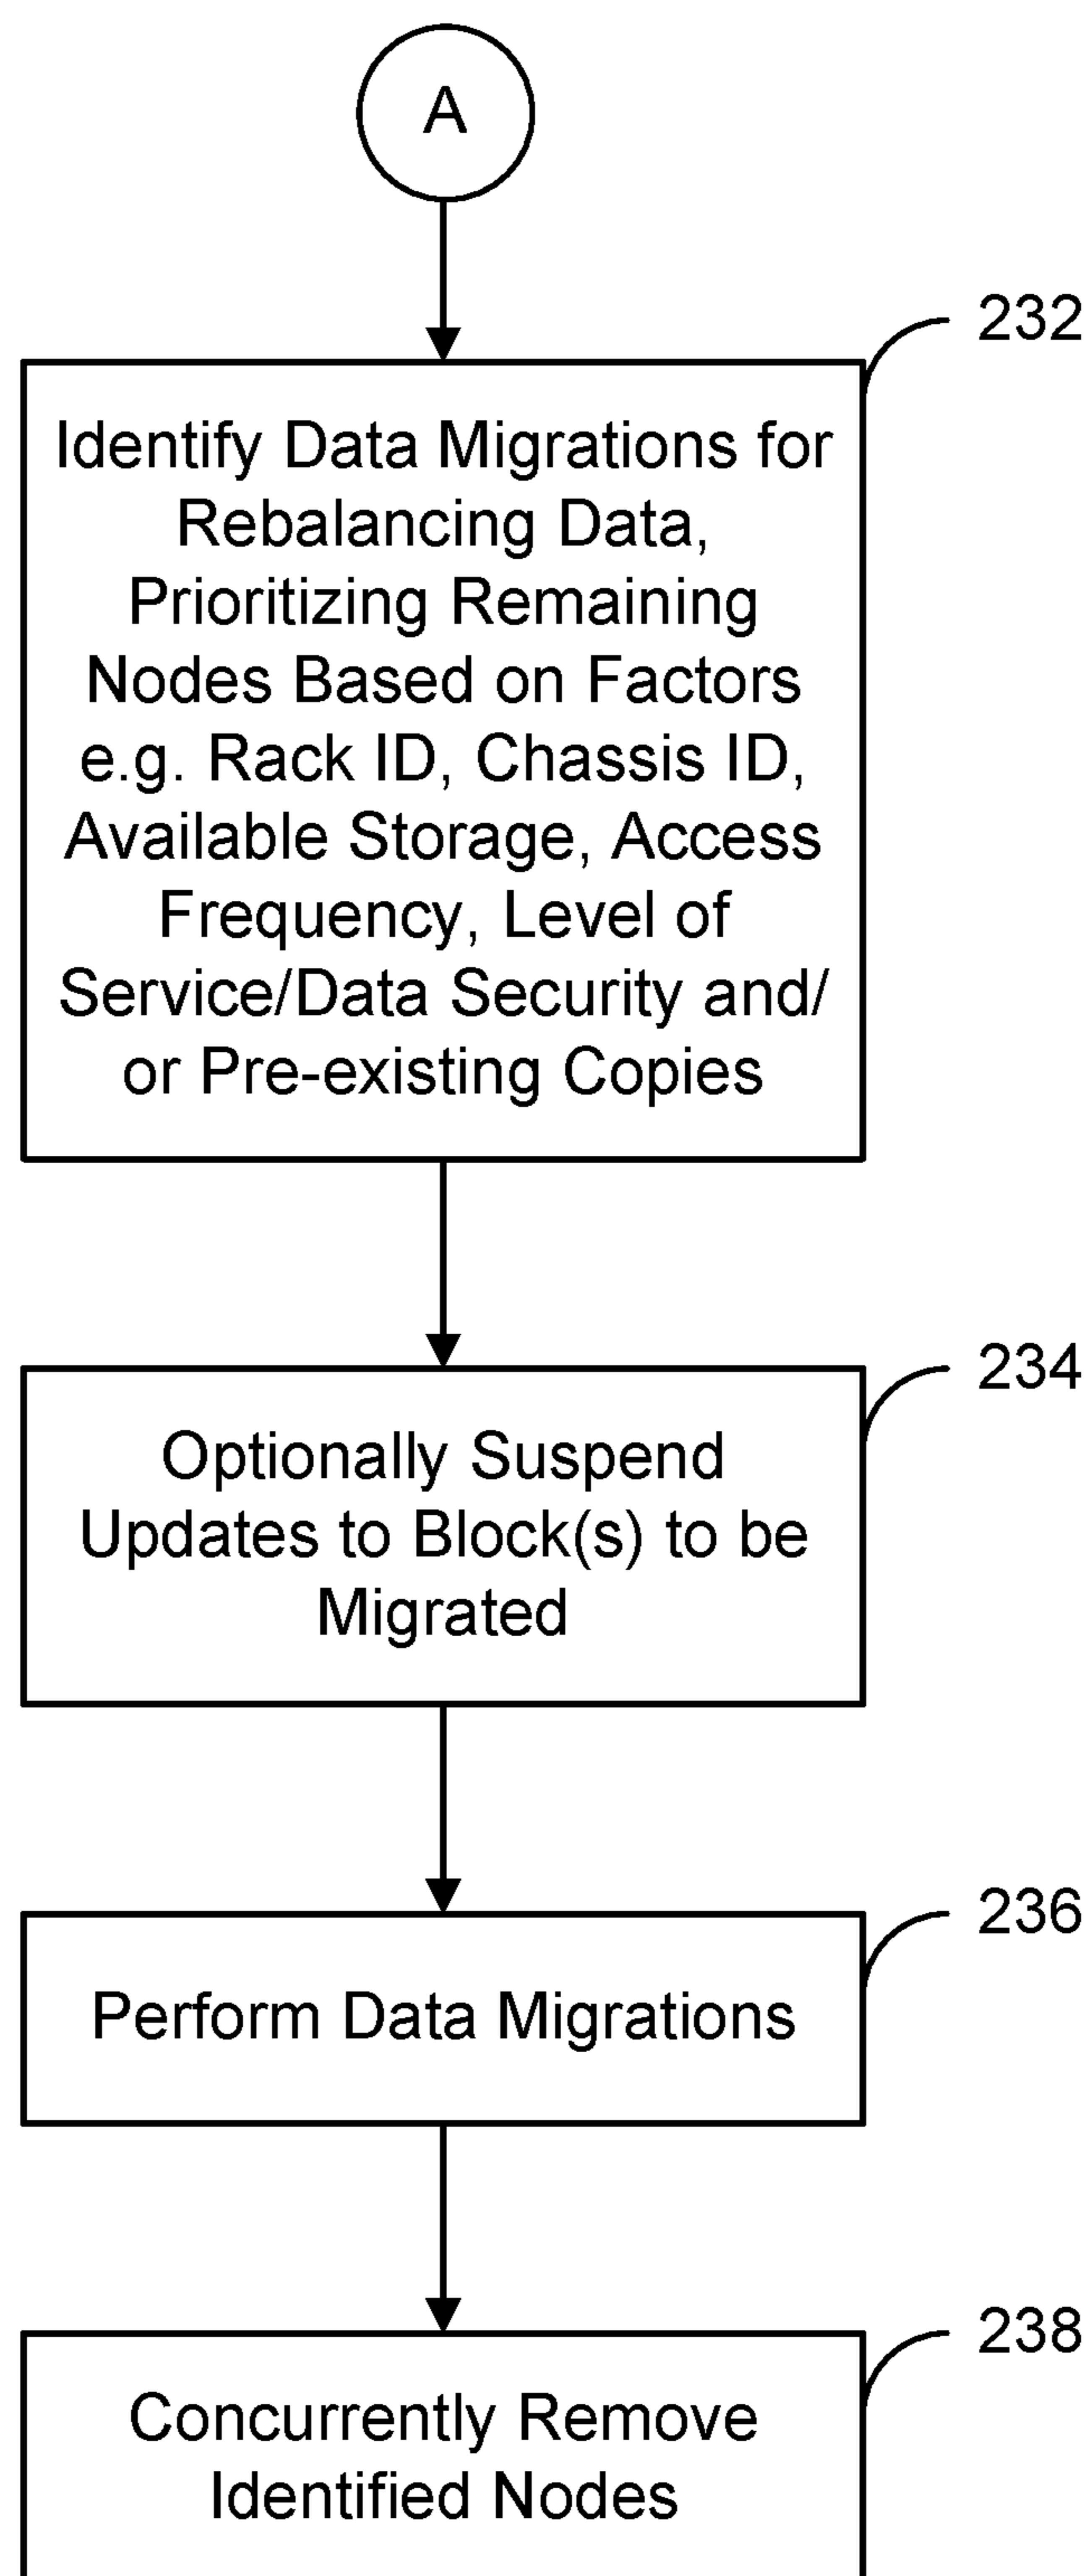 A
232
Identify Data Migrations for
Rebalancing Data,
Prioritizing Remaining
Nodes Based on Factors
e.g. Rack ID, Chassis ID,
Available Storage, Access
Frequency, Level of
Service/Data Security and/
or Pre-existing Copies
234
Optionally Suspend
Updates to Block(s) to be
Migrated
236
Perform Data Migrations
238
Concurrently Remove
Identified Nodes